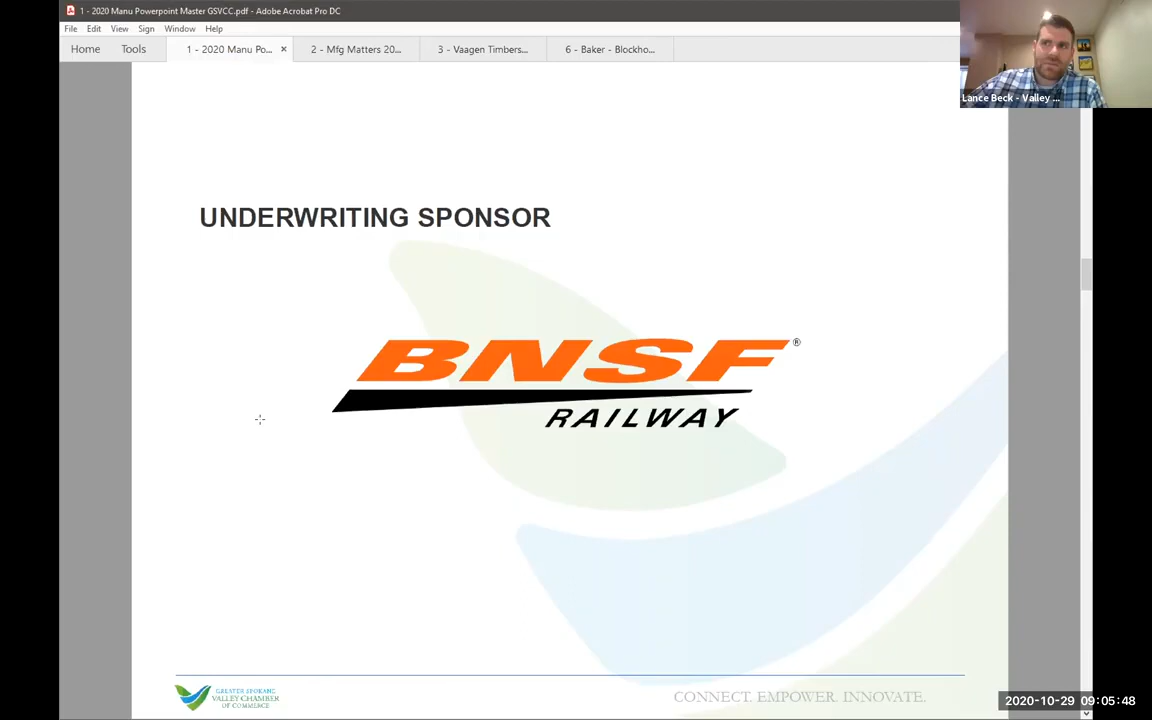 1 - 2020 Manu Powerpoint Master GSVCC.pdf - Adobe Acrobat Pro DC
File Edit View Sign Window Help
Home Tools 1 - 2020 Manu Po... × 2 - Mfg Matters 20... 3 - Vaagen Timbers... 6 - Baker - Blockho...
Lance Beck - Valley ...
UNDERWRITING SPONSOR
BNSF®
RAILWAY
GREATER SPOKANE
VALLEY CHAMBER
OF COMMERCE
CONNECT. EMPOWER. INNOVATE.
2020-10-29 09:05:48